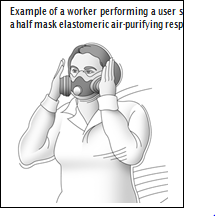 Example of a worker performing a user s
a half mask elastomeric air-purifying resp